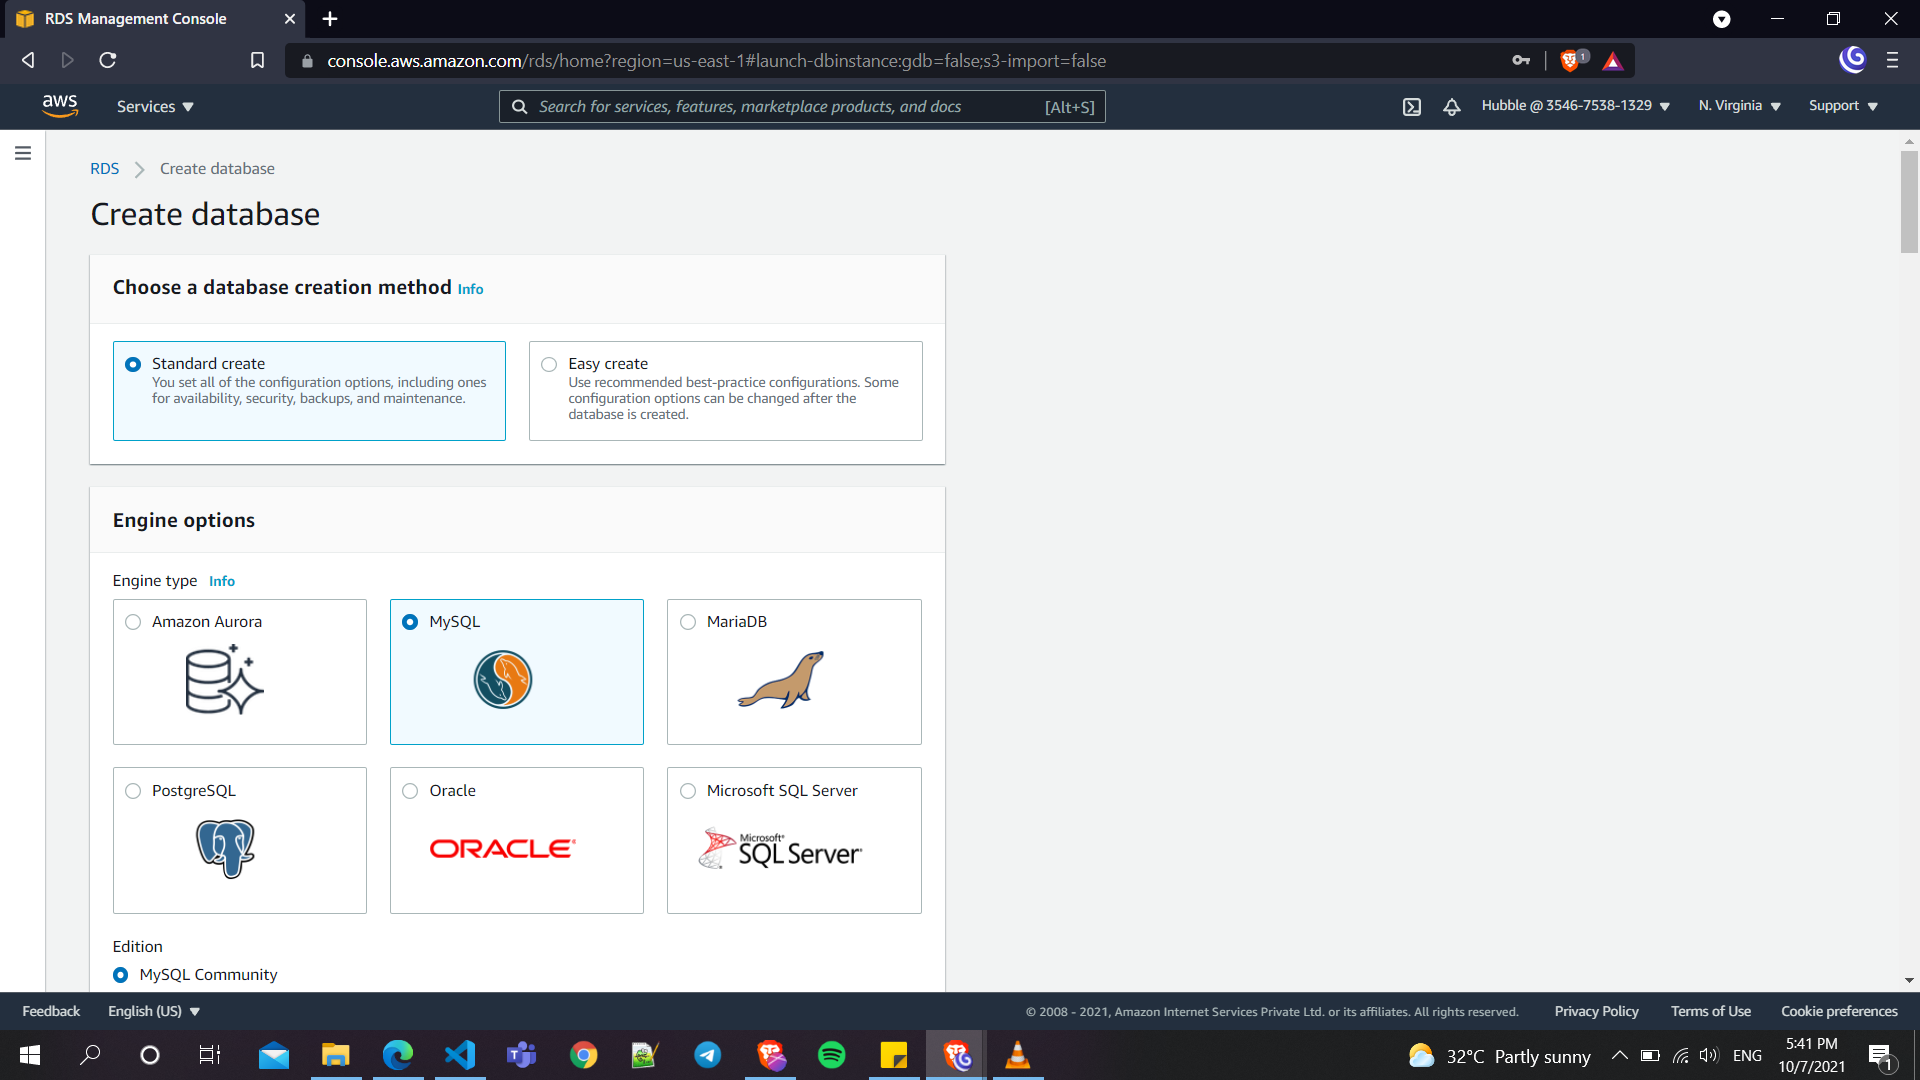 RDS Management Console
console.aws.amazon.com/rds/home?region=us-east-1#launch-dbinstance:gdb=false;s3-import=false
1
aws
Services
Search for services, features, marketplace products, and docs
[Alt+S]
Hubble @ 3546-7538-1329
N. Virginia
Support
RDS
Create database
Create database
Choose a database creation method Info
Standard create
You set all of the configuration options, including ones
for availability, security, backups, and maintenance.
Easy create
Use recommended best-practice configurations. Some
configuration options can be changed after the
database is created.
Engine options
Engine type Info
Amazon Aurora
MySQL
MariaDB
PostgreSQL
Oracle
ORACLE
Microsoft SQL Server
Microsoft
SQL Server
Edition
MySQL Community
Feedback
English (US)
© 2008 - 2021, Amazon Internet Services Private Ltd. or its affiliates. All rights reserved.
Privacy Policy
Terms of Use
Cookie preferences
32°C Partly sunny
ENG
5:41 PM
10/7/2021
1